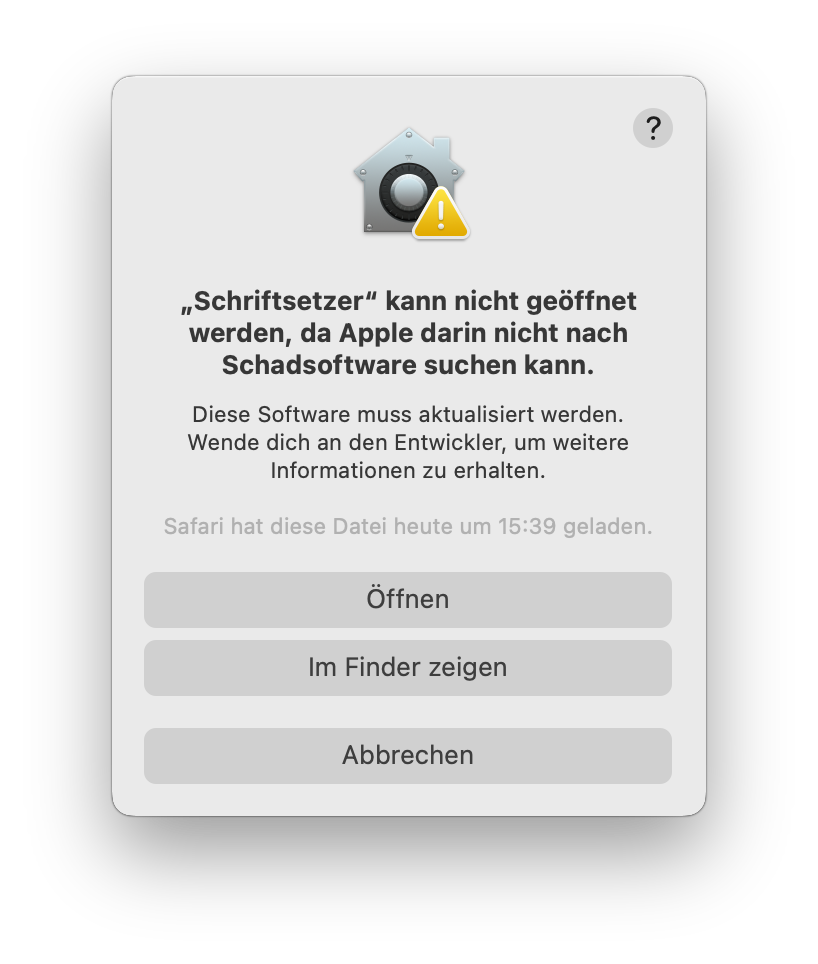 ?
„Schriftsetzer“ kann nicht geöffnet
werden, da Apple darin nicht nach
Schadsoftware suchen kann.
Diese Software muss aktualisiert werden.
Wende dich an den Entwickler, um weitere
Informationen zu erhalten.
Safari hat diese Datei heute um 15:39 geladen.
Öffnen
Im Finder zeigen
Abbrechen